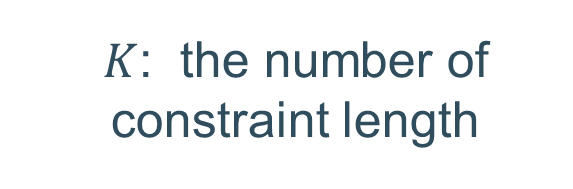 K: the number of
constraint length